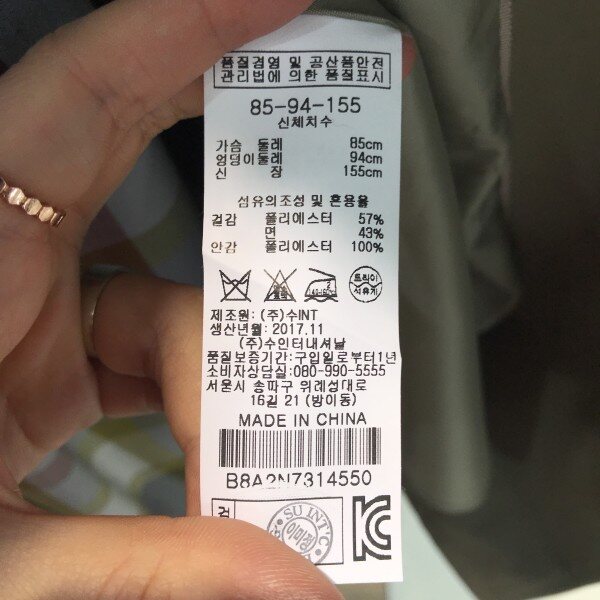 품질경영 및 공산품안전
관리법에 의한 품질표시
85-94-155
신체치수
가슴 둘레 85cm
엉덩이둘레 94cm
신 장 155cm
섬유의조성 및 혼용율
겉감 폴리에스터 57%
면 43%
안감 폴리에스터 100%
드라이
석유계
제조원: (주)수INT
생산년월: 2017.11
(주)수인터내셔날
품질보증기간: 구입일로부터1년
소비자상담실: 080-990-5555
서울시 송파구 위례성대로
16길 21 (방이동)
MADE IN CHINA
B8A2N7314550
검
SU INT'C
이미정